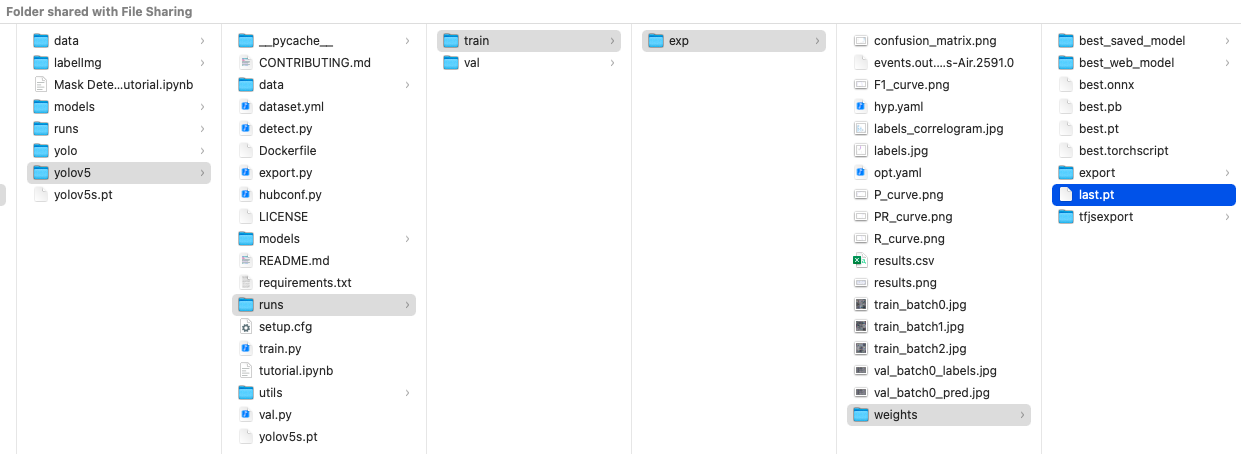 Folder shared with File Sharing
data
labelImg
Mask Dete...utorial.ipynb
models
runs
yolo
yolov5
yolov5s.pt
__pycache__
CONTRIBUTING.md
data
dataset.yml
detect.py
Dockerfile
export.py
hubconf.py
LICENSE
models
README.md
requirements.txt
runs
setup.cfg
train.py
tutorial.ipynb
utils
val.py
yolov5s.pt
train
val
exp
confusion_matrix.png
events.out....s-Air.2591.0
F1_curve.png
hyp.yaml
labels_correlogram.jpg
labels.jpg
opt.yaml
P_curve.png
PR_curve.png
R_curve.png
results.csv
results.png
train_batch0.jpg
train_batch1.jpg
train_batch2.jpg
val_batch0_labels.jpg
val_batch0_pred.jpg
weights
best_saved_model
best_web_model
best.onnx
best.pb
best.pt
best.torchscript
export
last.pt
tfjsexport